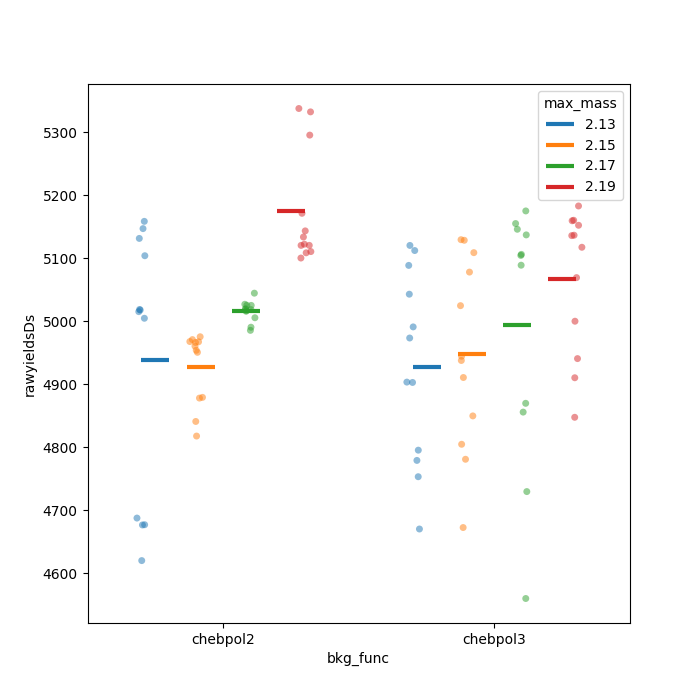 max_mass
2.13
2.15
2.17
2.19
5300
5200
5100
5000
4900
4800
4700
4600
rawyieldsDs
chebpol2
chebpol3
bkg_func